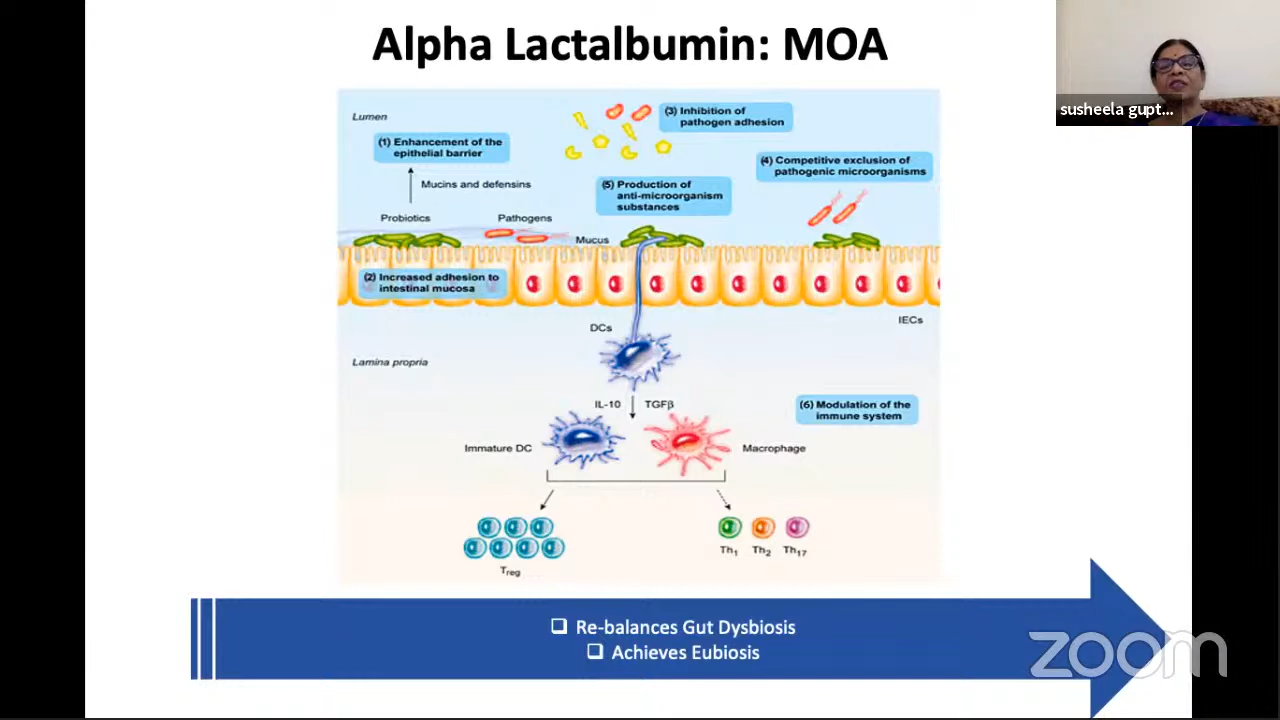 Alpha Lactalbumin: MOA
susheela gupt...
Lumen
(1) Enhancement of the
epithelial barrier
(3) Inhibition of
pathogen adhesion
(4) Competitive exclusion of
pathogenic microorganisms
Mucins and defensins
(5) Production of
anti-microorganism
substances
Probiotics
Pathogens
Mucus
(2) Increased adhesion to
intestinal mucosa
IECs
DCs
Lamina propria
IL-10
TGFβ
(6) Modulation of the
immune system
Immature DC
Macrophage
Th1
Th2
Th17
Treg
❑ Re-balances Gut Dysbiosis
❑ Achieves Eubiosis
zoom